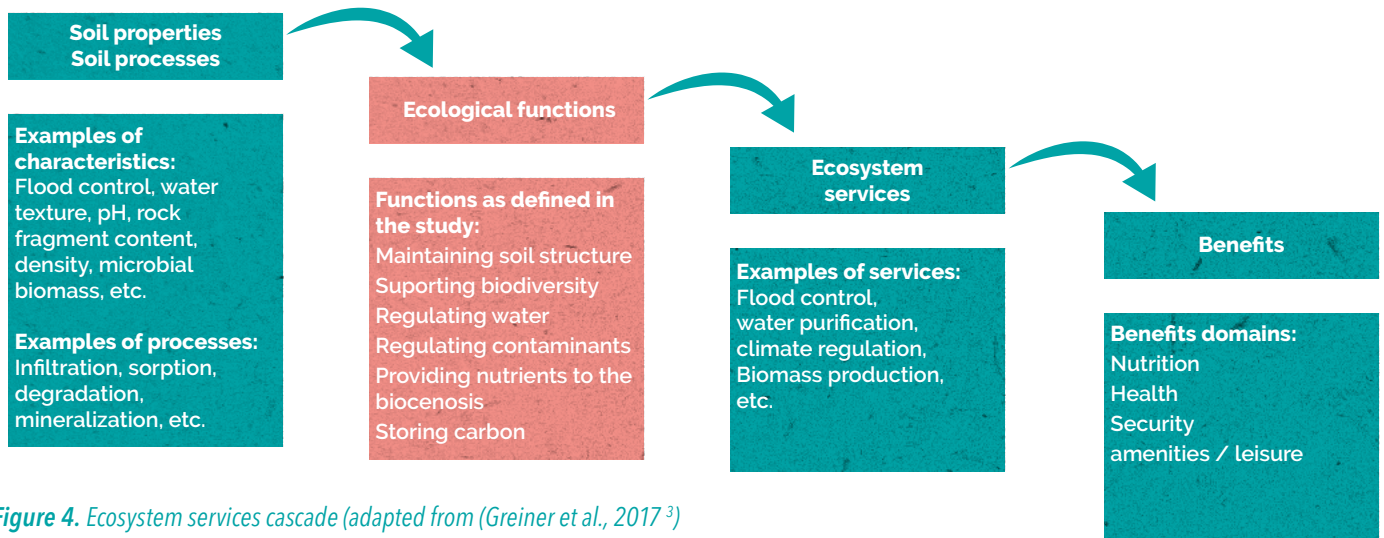 Soil properties
Soil processes
Examples of
characteristics:
Flood control, water
texture, pH, rock
fragment content,
density, microbial
biomass, etc.
Examples of processes:
Infiltration, sorption,
degradation,
mineralization, etc.
Ecological functions
Functions as defined in
the study:
Maintaining soil structure
Suporting biodiversity
Regulating water
Regulating contaminants
Providing nutrients to the
biocenosis
Storing carbon
Ecosystem
services
Examples of services:
Flood control,
water purification,
climate regulation,
Biomass production,
etc.
Benefits
Benefits domains:
Nutrition
Health
Security
amenities / leisure
Figure 4. Ecosystem services cascade (adapted from (Greiner et al., 2017 ³)